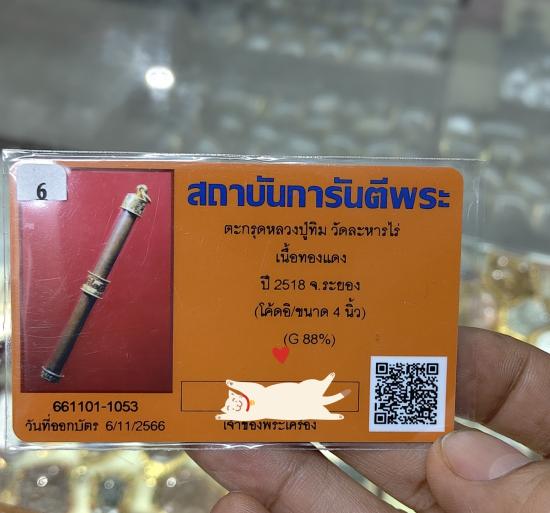 6
สถาบันการันตีพระ
ตะกรุดหลวงปู่ทิม วัดละหารไร่
เนื้อทองแดง
ปี 2518 จ.ระยอง
(โค้ดอิ/ขนาด 4 นิ้ว)
(G 88%)
661101-1053
วันที่ออกบัตร 6/11/2566
เจ้าของพระเครื่อง